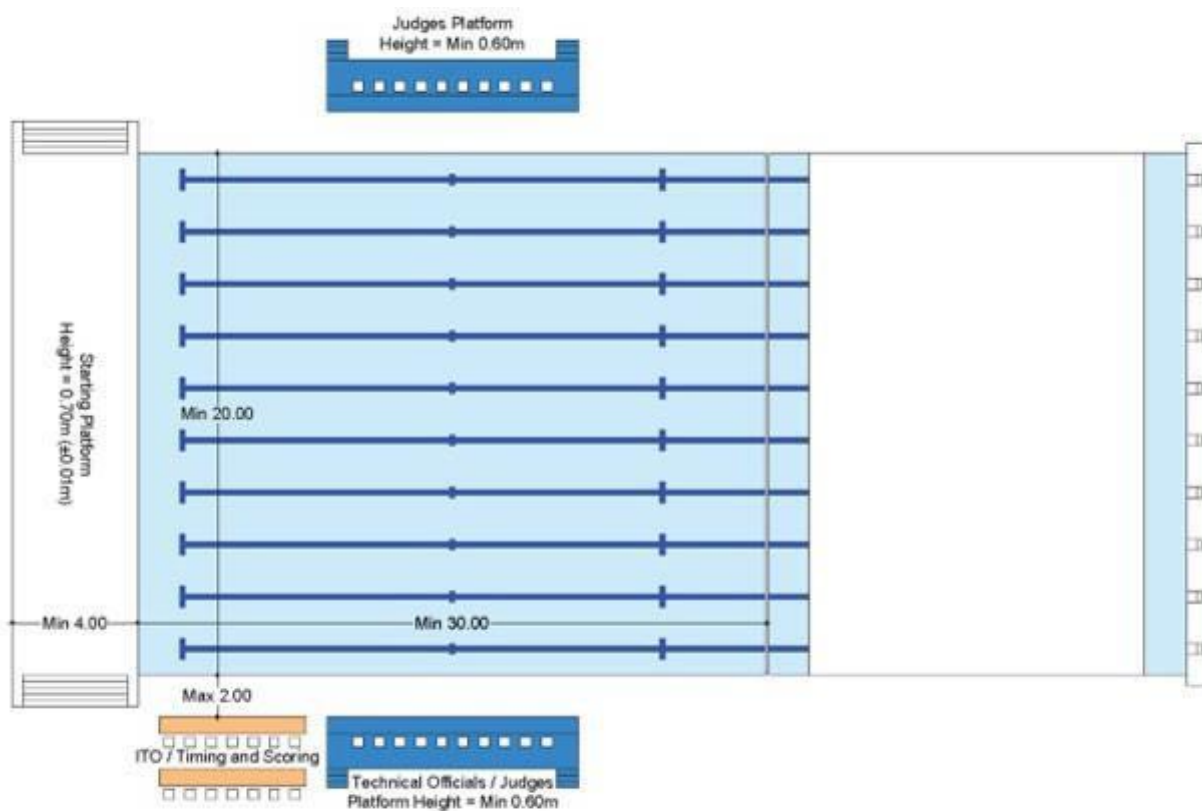 Judges Platform
Height = Min 0.60m
Starting Platform
Height = 0.70m (±0.01m)
Min 20.00
Min 4.00
Min 30.00
Max 2.00
ITO / Timing and Scoring
Technical Officials / Judges
Platform Height = Min 0.60m